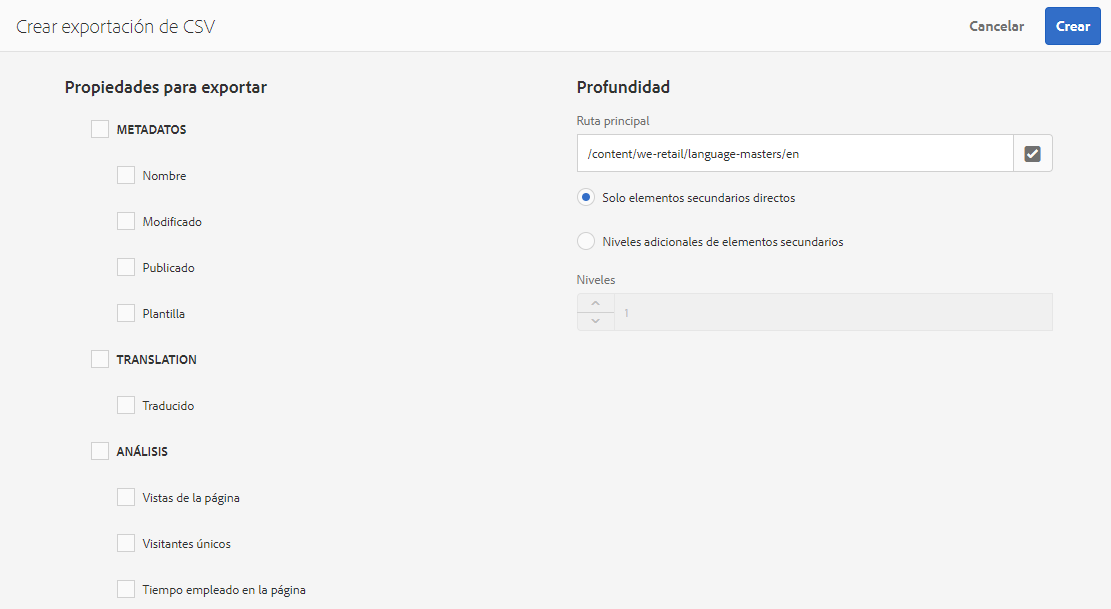 Crear exportación de CSV
Cancelar
Crear
Propiedades para exportar
METADATOS
Nombre
Modificado
Publicado
Plantilla
TRANSLATION
Traducido
ANÁLISIS
Vistas de la página
Visitantes únicos
Tiempo empleado en la página
Profundidad
Ruta principal
/content/we-retail/language-masters/en
Solo elementos secundarios directos
Niveles adicionales de elementos secundarios
Niveles
1